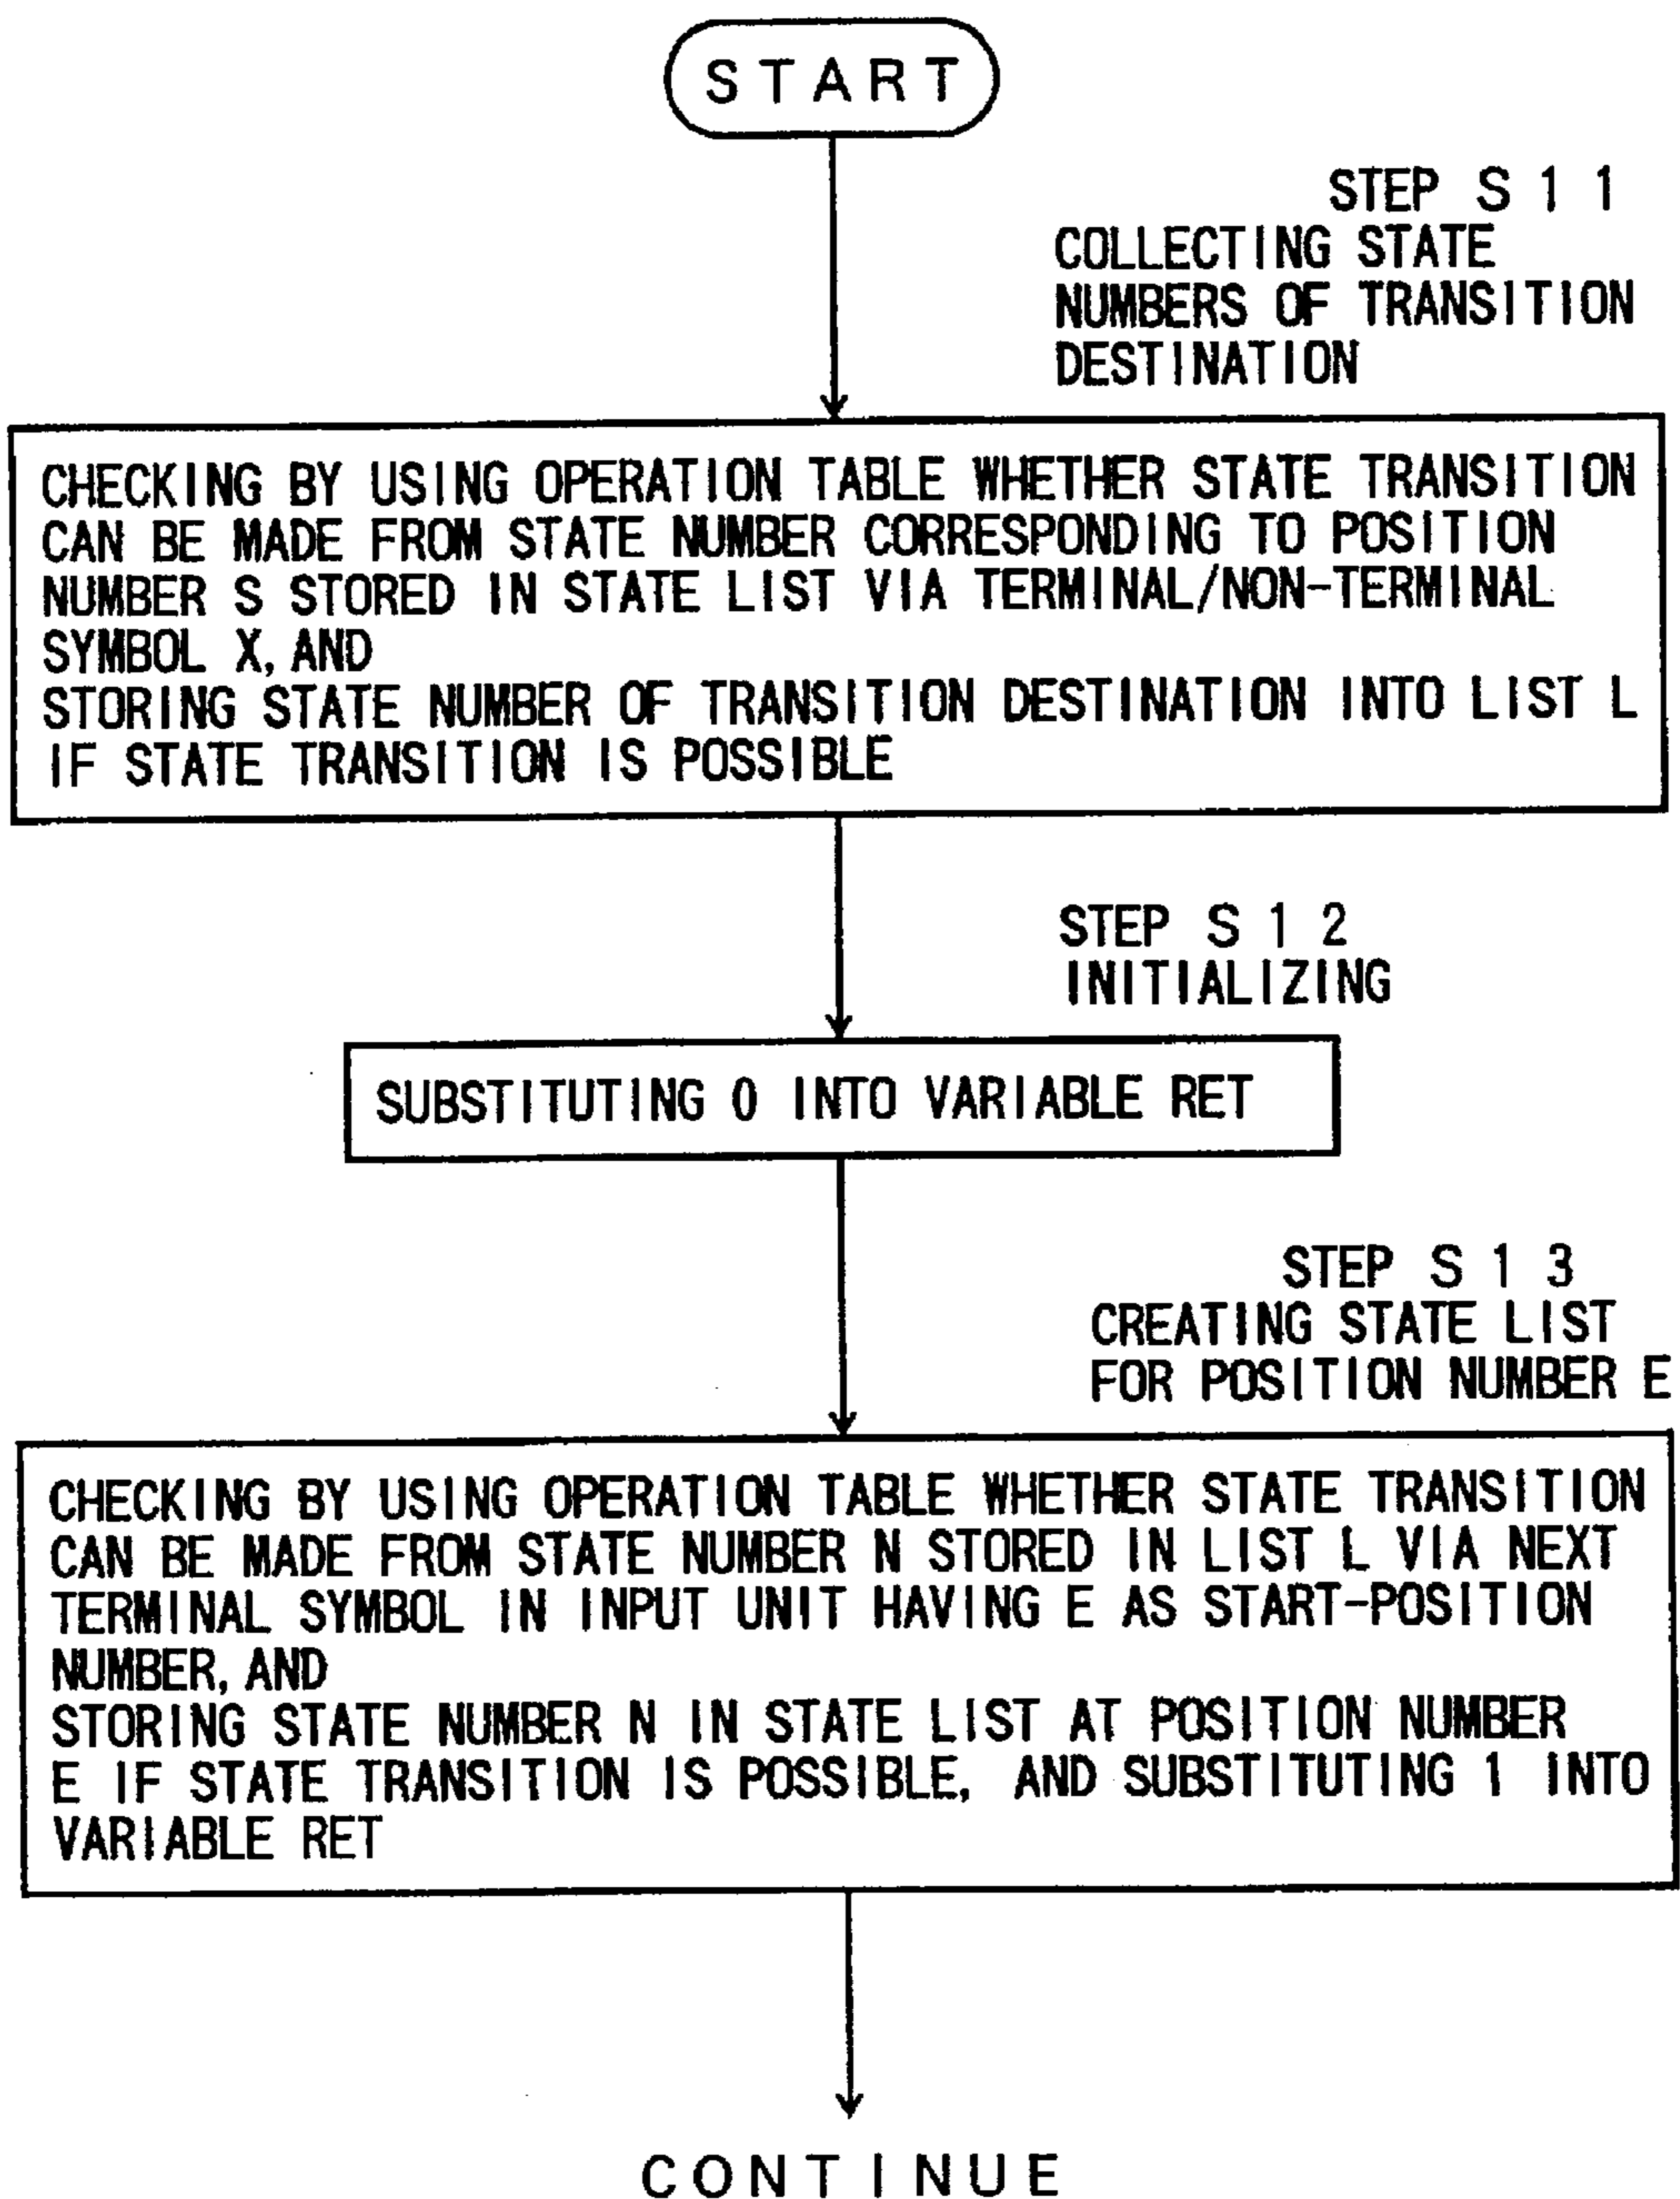 START
STEP S11
COLLECTING STATE
NUMBERS OF TRANSITION
DESTINATION
CHECKING BY USING OPERATION TABLE WHETHER STATE TRANSITION
CAN BE MADE FROM STATE NUMBER CORRESPONDING TO POSITION
NUMBER S STORED IN STATE LIST VIA TERMINAL/NON-TERMINAL
SYMBOL X, AND
STORING STATE NUMBER OF TRANSITION DESTINATION INTO LIST L
IF STATE TRANSITION IS POSSIBLE
STEP S12
INITIALIZING
SUBSTITUTING 0 INTO VARIABLE RET
STEP S13
CREATING STATE LIST
FOR POSITION NUMBER E
CHECKING BY USING OPERATION TABLE WHETHER STATE TRANSITION
CAN BE MADE FROM STATE NUMBER N STORED IN LIST L VIA NEXT
TERMINAL SYMBOL IN INPUT UNIT HAVING E AS START-POSITION
NUMBER, AND
STORING STATE NUMBER N IN STATE LIST AT POSITION NUMBER
E IF STATE TRANSITION IS POSSIBLE, AND SUBSTITUTING 1 INTO
VARIABLE RET
CONTINUE